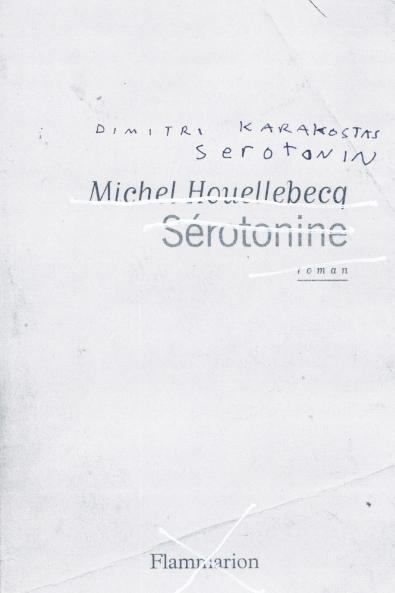 DIMITRI KARAKOSTAS
SerotoNIN
Michel Houellebecq
Sérotonine
roman
Flammarion